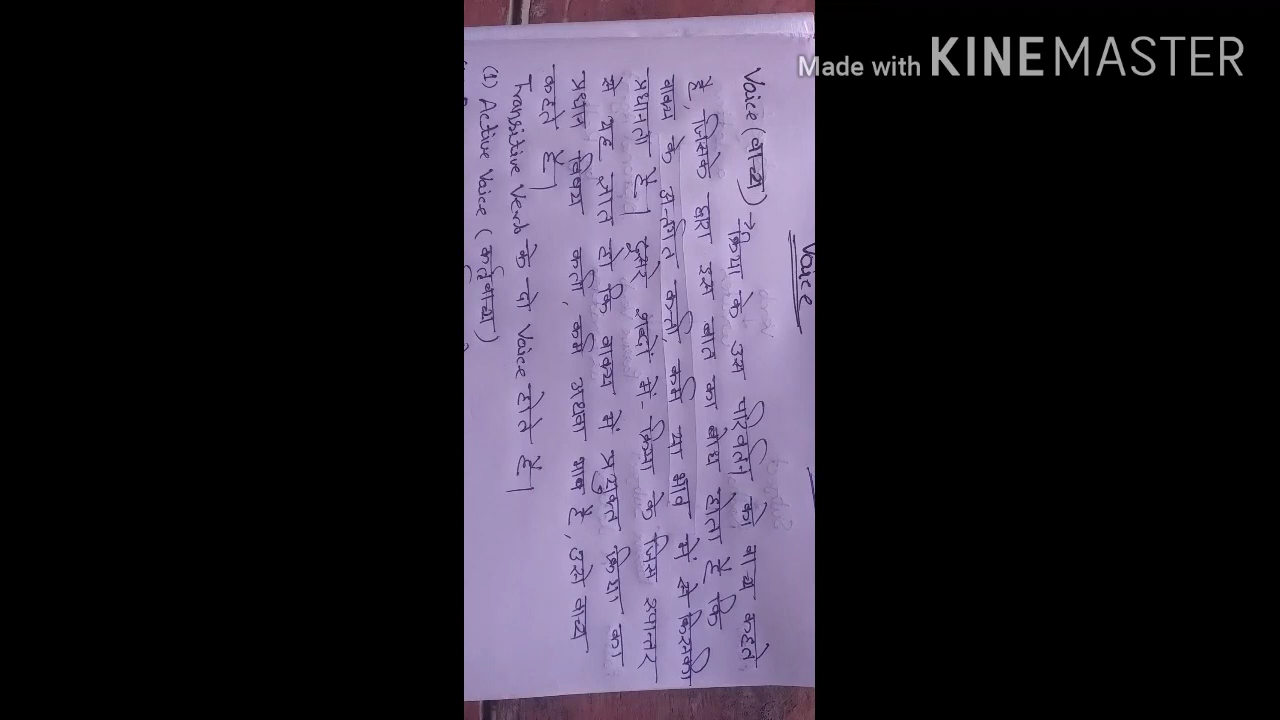 Made with KINEMASTER
Voice
Voice (वाच्य) → क्रिया के उस परिवर्तन को वाच्य कहते
हैं, जिसके द्वारा इस बात का बोध होता है कि
वाक्य के अन्तर्गत कर्ता, कर्म या भाव में से किसकी
प्रधानता है। दूसरे शब्दों में- क्रिया के जिस रूपान्तर
से यह ज्ञात हो कि वाक्य में प्रयुक्त क्रिया का
प्रधान विषय कर्ता, कर्म अथवा भाव है, उसे वाच्य
कहते हैं।
Transitive Verb के दो Voice होते हैं।
(1) Active Voice (कर्तृवाच्य)